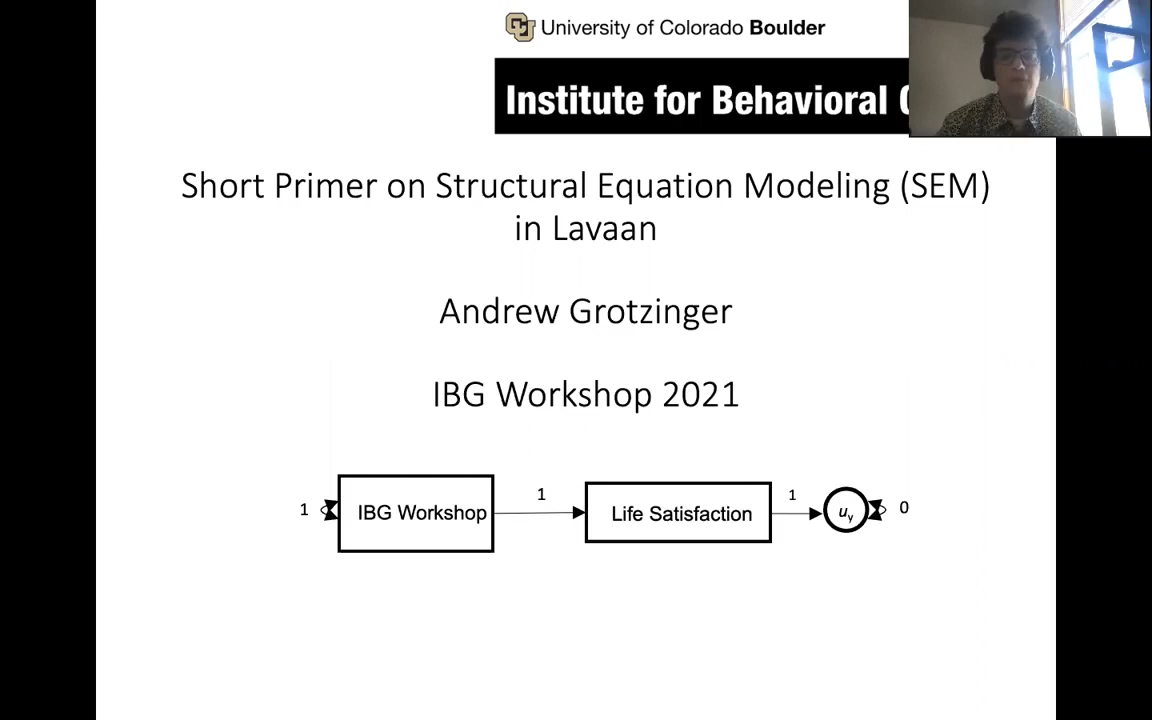 University of Colorado Boulder
Institute for Behavioral
Short Primer on Structural Equation Modeling (SEM)
in Lavaan
Andrew Grotzinger
IBG Workshop 2021
1 IBG Workshop 1 Life Satisfaction 1 uy 0